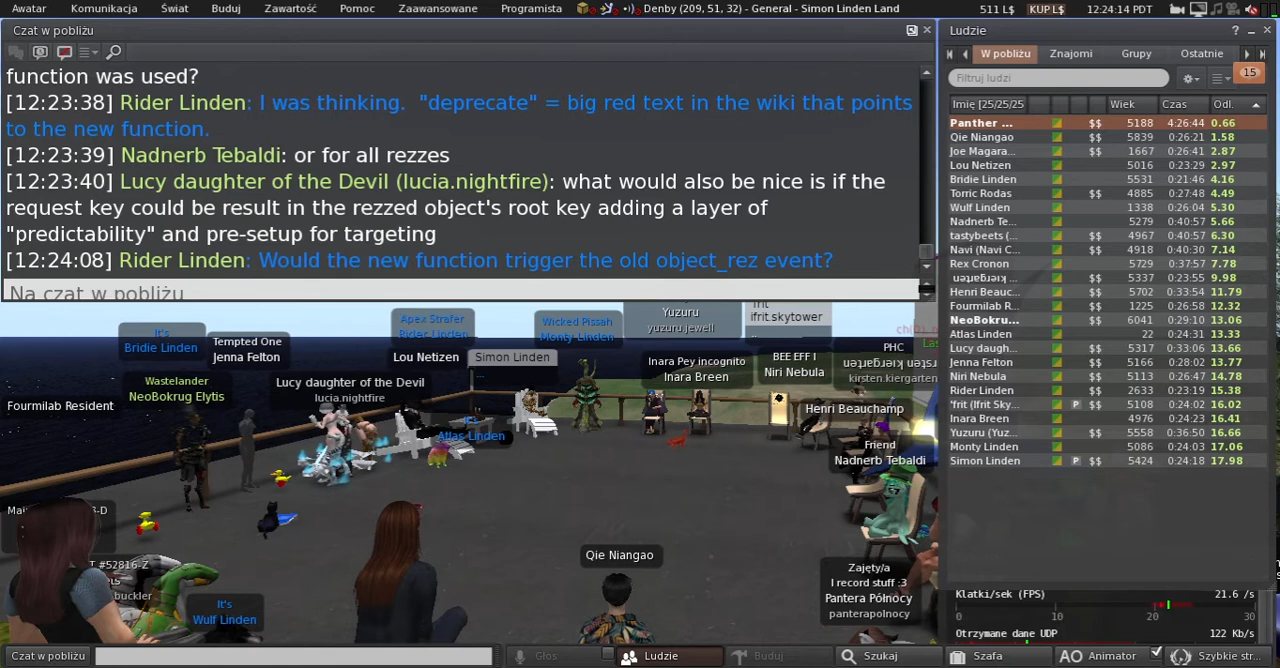 Awatar Komunikacja Świat Buduj Zawartość Pomoc Zaawansowane Programista Denby (209, 51, 32) - General - Simon Linden Land 511 L$ KUP L$ 12:24:14 PDT
Czat w pobliżu
function was used?
[12:23:38] Rider Linden: I was thinking. "deprecate" = big red text in the wiki that points
to the new function.
[12:23:39] Nadnerb Tebaldi: or for all rezzes
[12:23:40] Lucy daughter of the Devil (lucia.nightfire): what would also be nice is if the
request key could be result in the rezzed object's root key adding a layer of
"predictability" and pre-setup for targeting
[12:24:08] Rider Linden: Would the new function trigger the old object_rez event?
Na czat w pobliżu
Ludzie
W pobliżu Znajomi Grupy Ostatnie
Filtruj ludzi
15
Imię [25/25/25 Wiek Czas Odl.
Panther ... $$ 5188 4:26:44 0.66
Qie Niangao $$ 5839 0:26:21 1.58
Joe Magara... $$ 1667 0:26:41 2.87
Lou Netizen 5016 0:23:29 2.97
Bridie Linden 5531 0:21:46 4.16
Torric Rodas $$ 4885 0:27:48 4.49
Wulf Linden 1338 0:26:04 5.30
Nadnerb Te... 5279 0:40:57 5.66
tastybeets (... $$ 4967 0:40:57 6.30
Navi (Navi C... $$ 4918 0:40:30 7.14
Rex Cronon 5729 0:37:57 7.78
$$ 5337 0:23:55 9.98
Henri Beauc... $$ 5702 0:33:54 11.79
Fourmilab R... $$ 1225 0:26:58 12.32
NeoBokru... $$ 6041 0:29:10 13.06
Atlas Linden 22 0:24:31 13.33
Lucy daugh... $$ 5317 0:33:06 13.66
Jenna Felton $$ 5166 0:28:02 13.77
Niri Nebula $$ 5113 0:26:47 14.78
Rider Linden $$ 2633 0:23:19 15.38
'frit (Ifrit Sky... P $$ 5108 0:24:02 16.02
Inara Breen 4976 0:24:23 16.41
Yuzuru (Yuz... $$ 5558 0:36:50 16.66
Monty Linden 5086 0:24:03 17.06
Simon Linden P $$ 5424 0:24:18 17.98
It's
Bridie Linden
Tempted One
Jenna Felton
Apex Strafer
Rider Linden
Lou Netizen
Simon Linden
...
Wicked Pissah
Monty Linden
Yuzuru
yuzuru jewell
'frit
ifrit.skytower
Inara Pey incognito
Inara Breen
BEE EFF I
Niri Nebula
PHC
kirsten.kiergarten
Fourmilab Resident
Wastelander
NeoBokrug Elytis
Lucy daughter of the Devil
lucia.nightfire
It's
Atlas Linden
Henri Beauchamp
Friend
Nadnerb Tebaldi
T #52816-Z
buckler
It's
Wulf Linden
Qie Niangao
Zajęty/a
I record stuff :3
Pantera Północy
panterapolnocy
Klatki/sek (FPS) 21.6 /s
0 10 20 30
Otrzymane dane UDP 122 Kb/s
Czat w pobliżu Głos Ludzie Buduj Szukaj Szafa AO Animator Szybkie str...